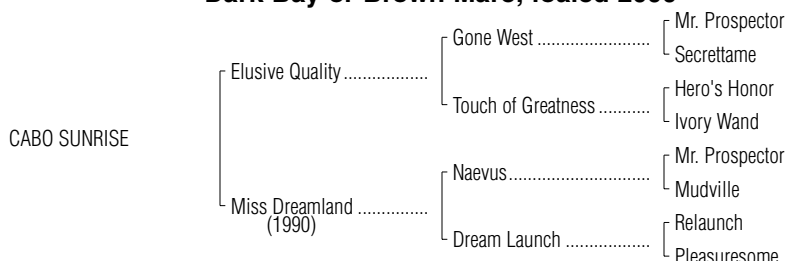 Dark Bay or Brown Mare; foaled
Mr. Prospector
Gone West ....................
Secrettame
Elusive Quality .................
Hero's Honor
Touch of Greatness ...........
Ivory Wand
CABO SUNRISE
Mr. Prospector
Naevus.........................
Mudville
Miss Dreamland ..............
(1990)
Relaunch
Dream Launch .................
Pleasuresome